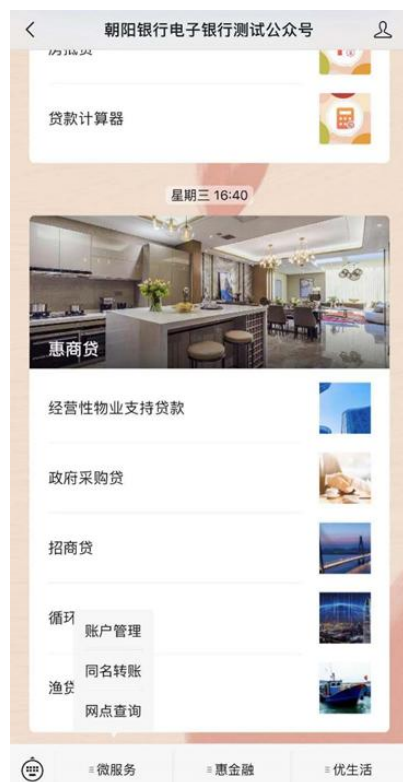 朝阳银行电子银行测试公众号
房抵贷
贷款计算器
星期三 16:40
惠商贷
经营性物业支持贷款
政府采购贷
招商贷
循环
渔贷
账户管理
同名转账
网点查询
微服务
惠金融
优生活